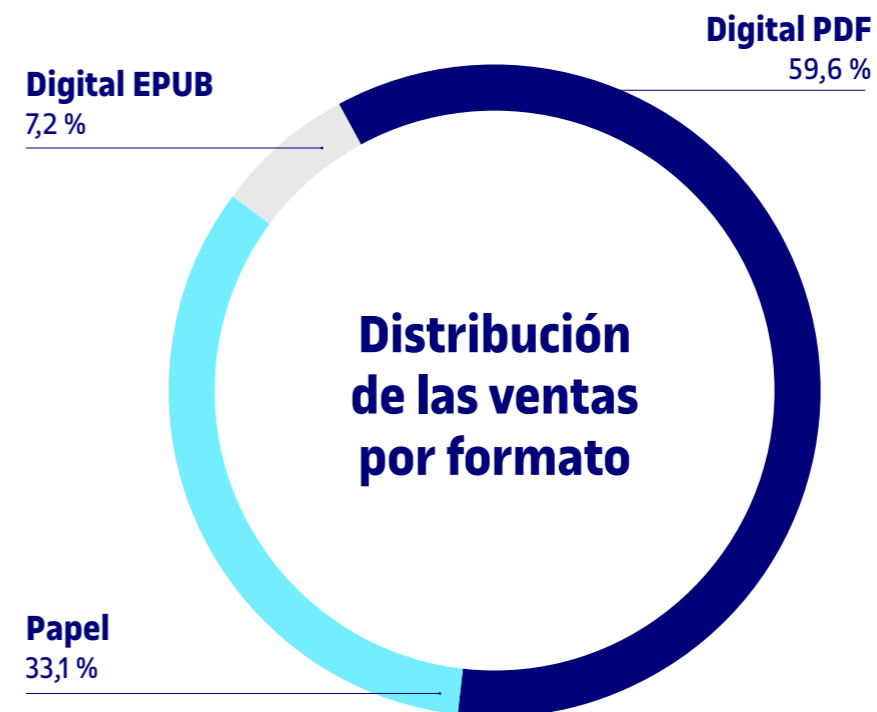 Digital PDF
59,6 %
Digital EPUB
7,2 %
Distribución
de las ventas
por formato
Papel
33,1 %